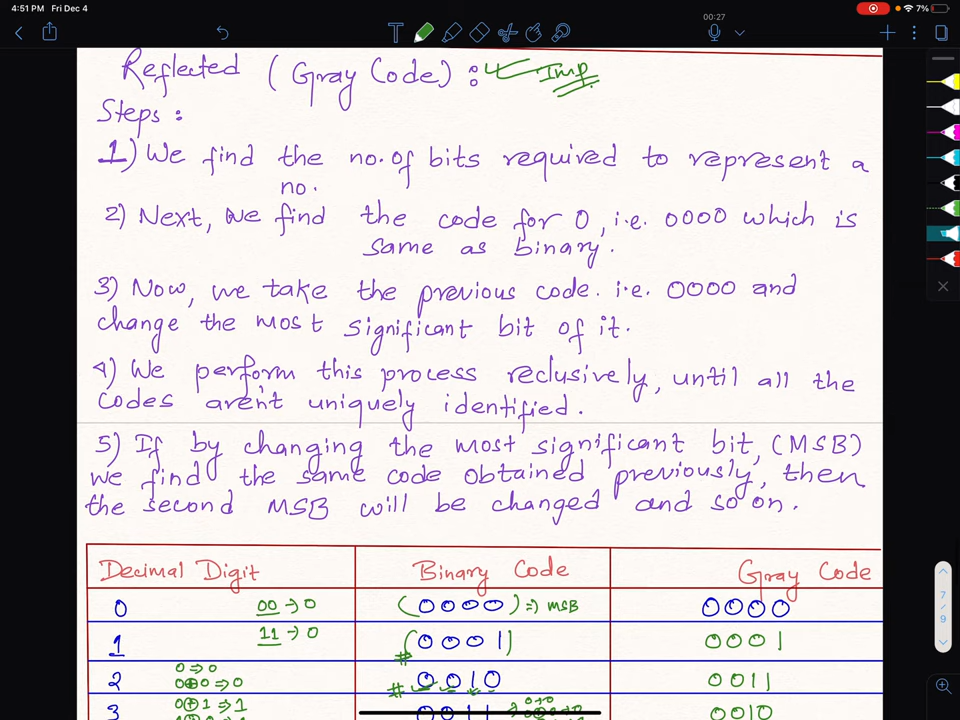 4:51 PM Fri Dec 4
7%
00:27
Reflected (Gray Code) : Imp
Steps :
1) We find the no. of bits required to represent a
no.
2) Next, we find the code for 0, i.e. 0000 which is
same as binary.
3) Now, we take the previous code. i.e. 0000 and
change the most significant bit of it.
4) We perform this process reclusively, until all the
codes aren't uniquely identified.
5) If by changing the most significant bit, (MSB)
we find the same code obtained previously, then
the second MSB will be changed and so on.
Decimal Digit Binary Code Gray Code
0 00 → 0 (0000) ⇒ MSB 0000
1 11 → 0 # (0001) 0001
2 0 ⇒ 0 # 0010 0011
0⊕0 ⇒ 0
3 0⊕1 ⇒ 1 0011 0010
7/9